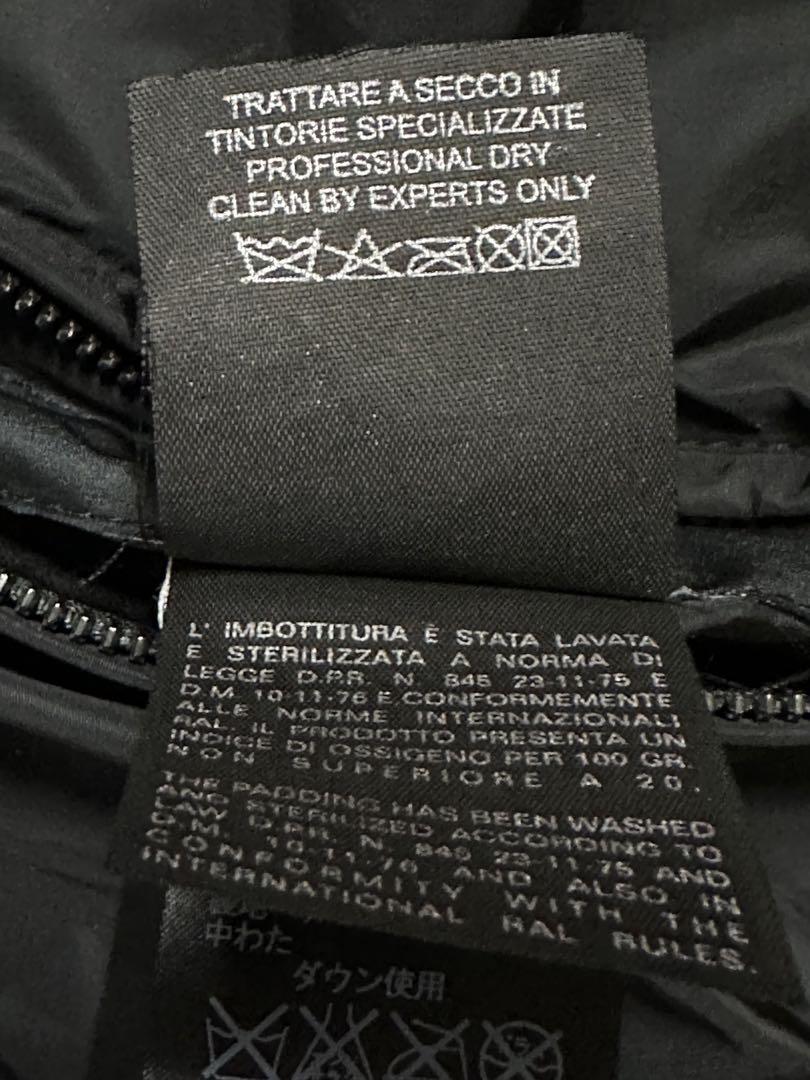 TRATTARE A SECCO IN
TINTORIE SPECIALIZZATE
PROFESSIONAL DRY
CLEAN BY EXPERTS ONLY
L' IMBOTTITURA È STATA LAVATA
E STERILIZZATA A NORMA DI
LEGGE D.P.R. N 845 23-11-75 E
D.M. 10-11-76 E CONFORMEMENTE
ALLE NORME INTERNAZIONALI
RAL. IL PRODOTTO PRESENTA UN
INDICE DI OSSIGENO PER 100 GR.
NON SUPERIORE A 20.
THE PADDING HAS BEEN WASHED
AND STERILIZED ACCORDING TO
LAW D.P.R. N. 845 23-11-75 AND
D.M. 10-11-76 AND ALSO IN
CONFORMITY WITH THE
INTERNATIONAL RAL RULES.
中わた
ダウン使用